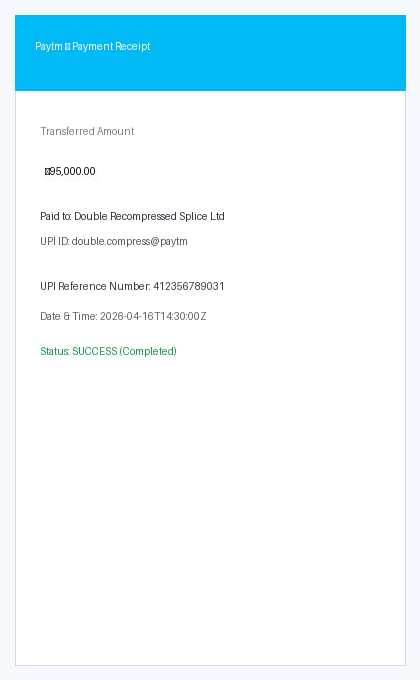 Paytm ▯ Payment Receipt
Transferred Amount
▯95,000.00
Paid to: Double Recompressed Splice Ltd
UPI ID: double.compress@paytm
UPI Reference Number: 412356789031
Date & Time: 2026-04-16T14:30:00Z
Status: SUCCESS (Completed)